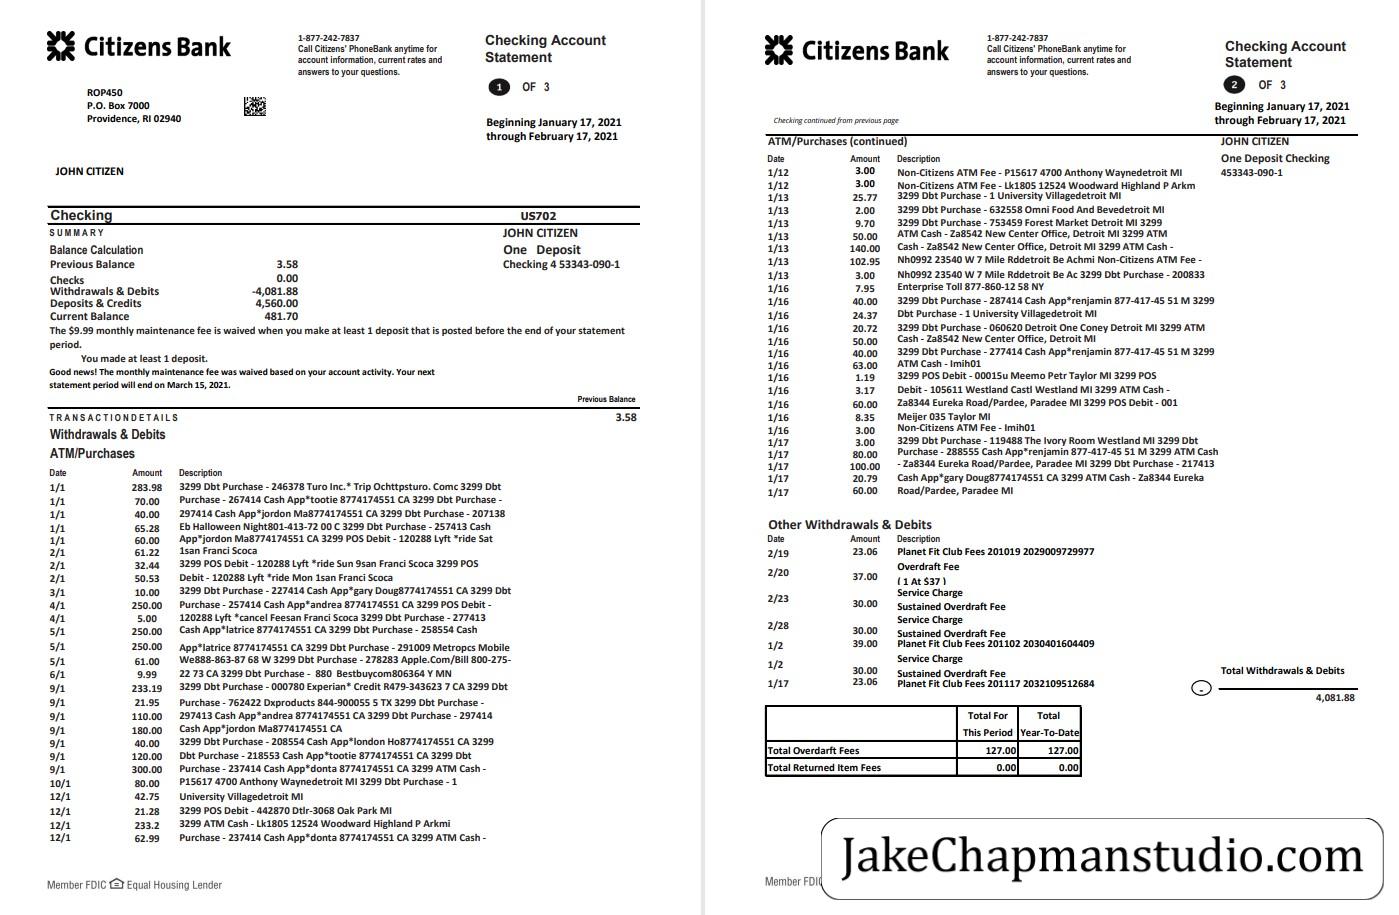 Citizens Bank
1-877-242-7837
Call Citizens' PhoneBank anytime for
account information, current rates and
answers to your questions.
Checking Account
Statement
1 OF 3
Beginning January 17, 2021
through February 17, 2021
ROP450
P.O. Box 7000
Providence, RI 02940
JOHN CITIZEN
Checking US702
SUMMARY JOHN CITIZEN
Balance Calculation One Deposit
Previous Balance 3.58 Checking 4 53343-090-1
Checks 0.00
Withdrawals & Debits -4,081.88
Deposits & Credits 4,560.00
Current Balance 481.70
The $9.99 monthly maintenance fee is waived when you make at least 1 deposit that is posted before the end of your statement
period.
You made at least 1 deposit.
Good news! The monthly maintenance fee was waived based on your account activity. Your next
statement period will end on March 15, 2021.
Previous Balance
TRANSACTIONDETAILS 3.58
Withdrawals & Debits
ATM/Purchases
Date Amount Description
1/1 283.98 3299 Dbt Purchase - 246378 Turo Inc.* Trip Ochttpsturo. Comc 3299 Dbt
1/1 70.00 Purchase - 267414 Cash App*tootie 8774174551 CA 3299 Dbt Purchase -
1/1 40.00 297414 Cash App*jordon Ma8774174551 CA 3299 Dbt Purchase - 207138
1/1 65.28 Eb Halloween Night801-413-72 00 C 3299 Dbt Purchase - 257413 Cash
1/1 60.00 App*jordon Ma8774174551 CA 3299 POS Debit - 120288 Lyft *ride Sat
2/1 61.22 1san Franci Scoca
2/1 32.44 3299 POS Debit - 120288 Lyft *ride Sun 9san Franci Scoca 3299 POS
2/1 50.53 Debit - 120288 Lyft *ride Mon 1san Franci Scoca
3/1 10.00 3299 Dbt Purchase - 227414 Cash App*gary Doug8774174551 CA 3299 Dbt
4/1 250.00 Purchase - 257414 Cash App*andrea 8774174551 CA 3299 POS Debit -
4/1 5.00 120288 Lyft *cancel Feesan Franci Scoca 3299 Dbt Purchase - 277413
5/1 250.00 Cash App*latrice 8774174551 CA 3299 Dbt Purchase - 258554 Cash
5/1 250.00 App*latrice 8774174551 CA 3299 Dbt Purchase - 291009 Metropcs Mobile
5/1 61.00 We888-863-87 68 W 3299 Dbt Purchase - 278283 Apple.Com/Bill 800-275-
6/1 9.99 22 73 CA 3299 Dbt Purchase - 880 Bestbuycom806364 Y MN
9/1 233.19 3299 Dbt Purchase - 000780 Experian* Credit R479-343623 7 CA 3299 Dbt
9/1 21.95 Purchase - 762422 Dxproducts 844-900055 5 TX 3299 Dbt Purchase -
9/1 110.00 297413 Cash App*andrea 8774174551 CA 3299 Dbt Purchase - 297414
9/1 180.00 Cash App*jordan Ma8774174551 CA
9/1 40.00 3299 Dbt Purchase - 208554 Cash App*london Ho8774174551 CA 3299
9/1 120.00 Dbt Purchase - 218553 Cash App*tootie 8774174551 CA 3299 Dbt
9/1 300.00 Purchase - 237414 Cash App*donta 8774174551 CA 3299 ATM Cash -
10/1 80.00 P15617 4700 Anthony Waynedetroit MI 3299 Dbt Purchase - 1
12/1 42.75 University Villagedetroit MI
12/1 21.28 3299 POS Debit - 442870 Dtlr-3068 Oak Park MI
12/1 233.2 3299 ATM Cash - Lk1805 12524 Woodward Highland P Arkmi
12/1 62.99 Purchase - 237414 Cash App*donta 8774174551 CA 3299 ATM Cash -
Member FDIC Equal Housing Lender
Citizens Bank
1-877-242-7837
Call Citizens' PhoneBank anytime for
account information, current rates and
answers to your questions.
Checking Account
Statement
2 OF 3
Beginning January 17, 2021
through February 17, 2021
Checking continued from previous page
ATM/Purchases (continued) JOHN CITIZEN
Date Amount Description One Deposit Checking
1/12 3.00 Non-Citizens ATM Fee - P15617 4700 Anthony Waynedetroit MI 453343-090-1
1/12 3.00 Non-Citizens ATM Fee - Lk1805 12524 Woodward Highland P Arkm
1/13 25.77 3299 Dbt Purchase - 1 University Villagedetroit MI
1/13 2.00 3299 Dbt Purchase - 632558 Omni Food And Bevedetroit MI
1/13 9.70 3299 Dbt Purchase - 753459 Forest Market Detroit MI 3299
1/13 50.00 ATM Cash - Za8542 New Center Office, Detroit MI 3299 ATM
1/13 140.00 Cash - Za8542 New Center Office, Detroit MI 3299 ATM Cash -
1/13 102.95 Nh0992 23540 W 7 Mile Rddetroit Be Achmi Non-Citizens ATM Fee -
1/13 3.00 Nh0992 23540 W 7 Mile Rddetroit Be Ac 3299 Dbt Purchase - 200833
1/16 7.95 Enterprise Toll 877-860-12 58 NY
1/16 40.00 3299 Dbt Purchase - 287414 Cash App*renjamin 877-417-45 51 M 3299
1/16 24.37 Dbt Purchase - 1 University Villagedetroit MI
1/16 20.72 3299 Dbt Purchase - 060620 Detroit One Coney Detroit MI 3299 ATM
1/16 50.00 Cash - Za8542 New Center Office, Detroit MI
1/16 40.00 3299 Dbt Purchase - 277414 Cash App*renjamin 877-417-45 51 M 3299
1/16 63.00 ATM Cash - Imih01
1/16 1.19 3299 POS Debit - 00015u Meemo Petr Taylor MI 3299 POS
1/16 3.17 Debit - 105611 Westland Castl Westland MI 3299 ATM Cash -
1/16 60.00 Za8344 Eureka Road/Pardee, Paradee MI 3299 POS Debit - 001
1/16 8.35 Meijer 035 Taylor MI
1/16 3.00 Non-Citizens ATM Fee - Imih01
1/17 3.00 3299 Dbt Purchase - 119488 The Ivory Room Westland MI 3299 Dbt
1/17 80.00 Purchase - 288555 Cash App*renjamin 877-417-45 51 M 3299 ATM Cash
1/17 100.00 - Za8344 Eureka Road/Pardee, Paradee MI 3299 Dbt Purchase - 217413
1/17 20.79 Cash App*gary Doug8774174551 CA 3299 ATM Cash - Za8344 Eureka
1/17 60.00 Road/Pardee, Paradee MI
Other Withdrawals & Debits
Date Amount Description
2/19 23.06 Planet Fit Club Fees 201019 2029009729977
2/20 37.00 Overdraft Fee
( 1 At $37 )
2/23 30.00 Service Charge
Sustained Overdraft Fee
2/28 30.00 Service Charge
Sustained Overdraft Fee
1/2 39.00 Planet Fit Club Fees 201102 2030401604409
1/2 30.00 Service Charge
Sustained Overdraft Fee
1/17 23.06 Planet Fit Club Fees 201117 2032109512684
Total Withdrawals & Debits
- 4,081.88
Total For Total
This Period Year-To-Date
Total Overdarft Fees 127.00 127.00
Total Returned Item Fees 0.00 0.00
Member FDIC
JakeChapmanstudio.com